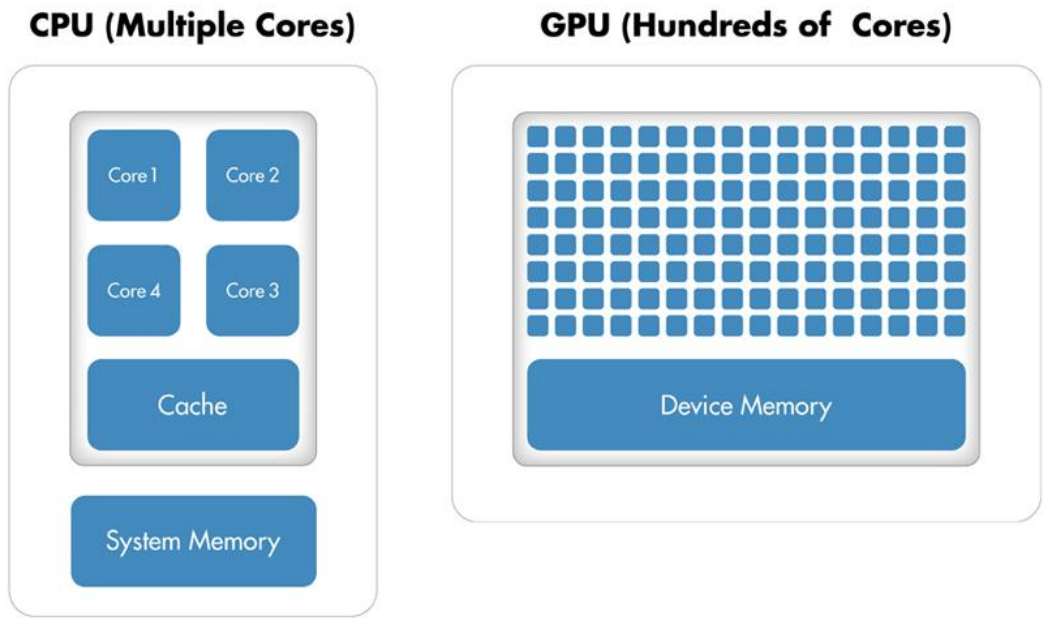 CPU (Multiple Cores)
GPU (Hundreds of Cores)
Core 1
Core 2
Core 4
Core 3
Cache
Device Memory
System Memory